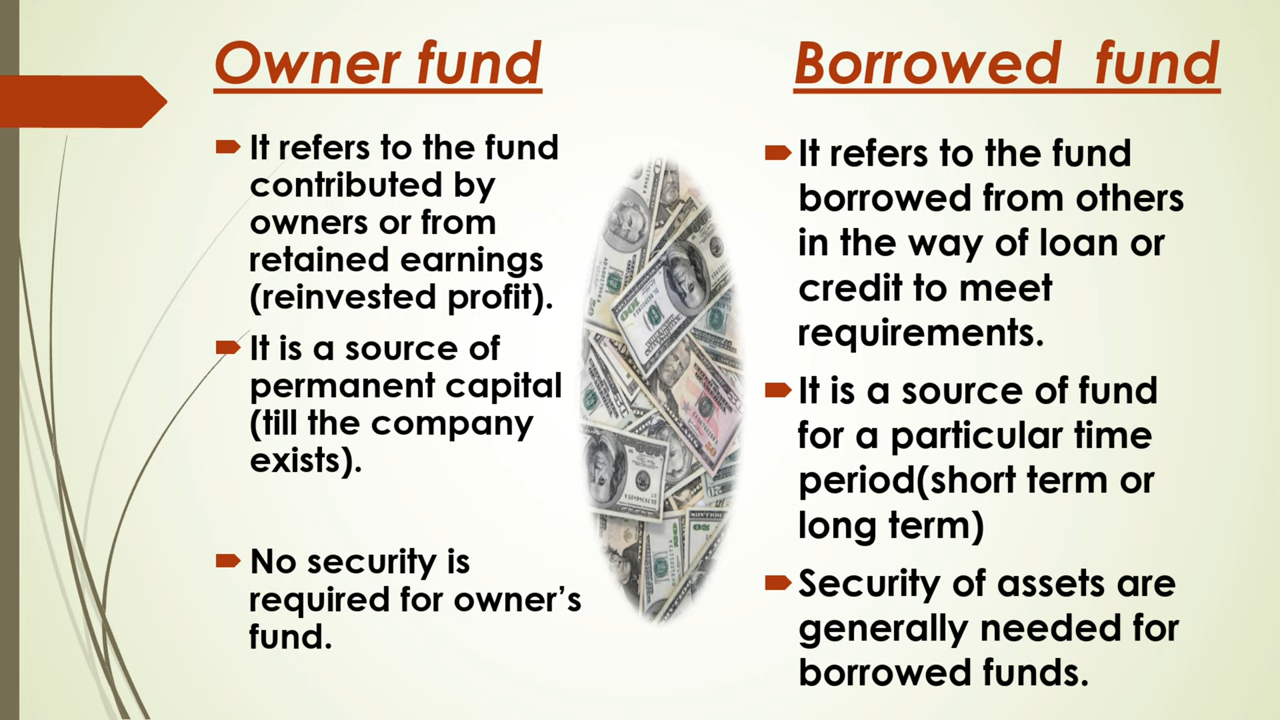 Owner fund
It refers to the fund
contributed by
owners or from
retained earnings
(reinvested profit).
It is a source of
permanent capital
(till the company
exists).
No security is
required for owner’s
fund.
Borrowed fund
It refers to the fund
borrowed from others
in the way of loan or
credit to meet
requirements.
It is a source of fund
for a particular time
period(short term or
long term)
Security of assets are
generally needed for
borrowed funds.